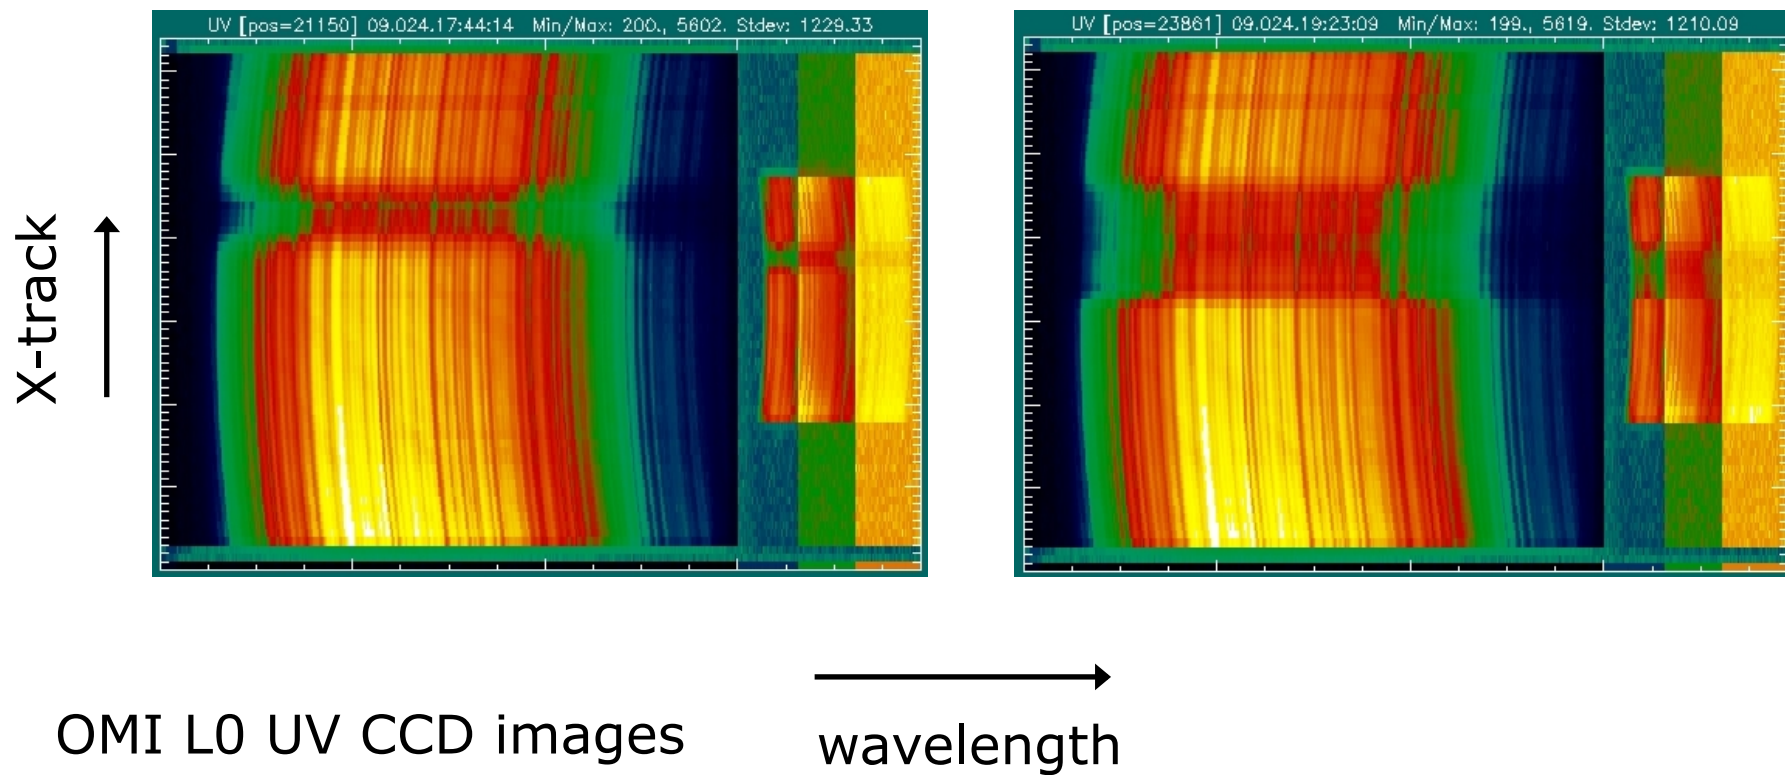 UV [pos=21150] 09.024.17:44:14 Min/Max: 200., 5602. Stdev: 1229.33
UV [pos=23861] 09.024.19:23:09 Min/Max: 199., 5619. Stdev: 1210.09
X-track
OMI L0 UV CCD images
wavelength